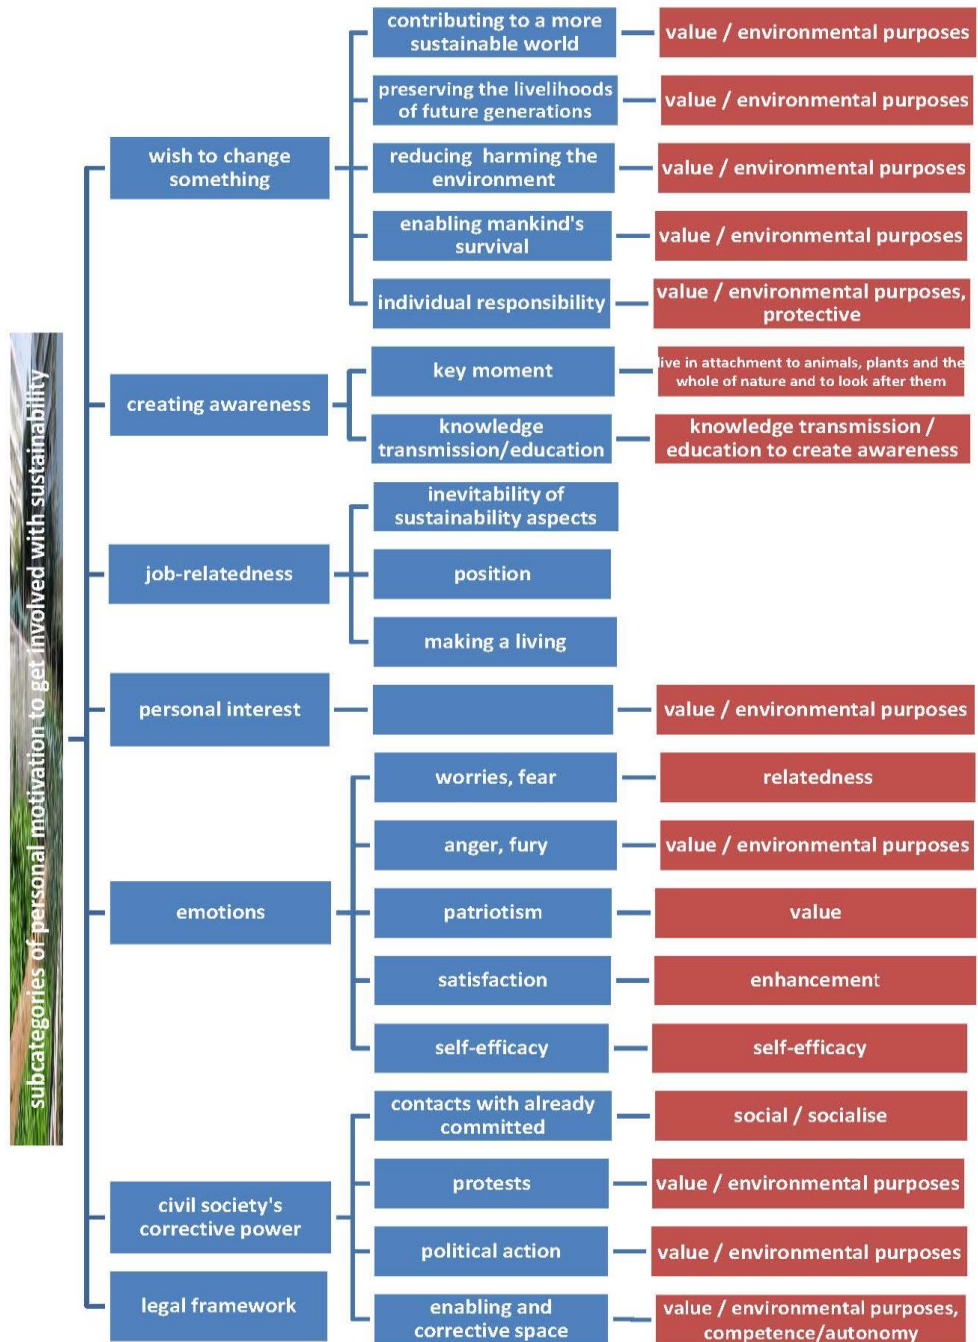 subcategories of personal motivation to get involved with sustainability
wish to change
something
contributing to a more
sustainable world
value / environmental purposes
preserving the livelihoods
of future generations
value / environmental purposes
reducing harming the
environment
value / environmental purposes
enabling mankind's
survival
value / environmental purposes
individual responsibility
value / environmental purposes,
protective
creating awareness
key moment
live in attachment to animals, plants and the
whole of nature and to look after them
knowledge
transmission/education
knowledge transmission /
education to create awareness
job-relatedness
inevitability of
sustainability aspects
position
making a living
personal interest
value / environmental purposes
emotions
worries, fear
relatedness
anger, fury
value / environmental purposes
patriotism
value
satisfaction
enhancement
self-efficacy
self-efficacy
civil society's
corrective power
contacts with already
committed
social / socialise
protests
value / environmental purposes
political action
value / environmental purposes
enabling and
corrective space
value / environmental purposes,
competence/autonomy
legal framework